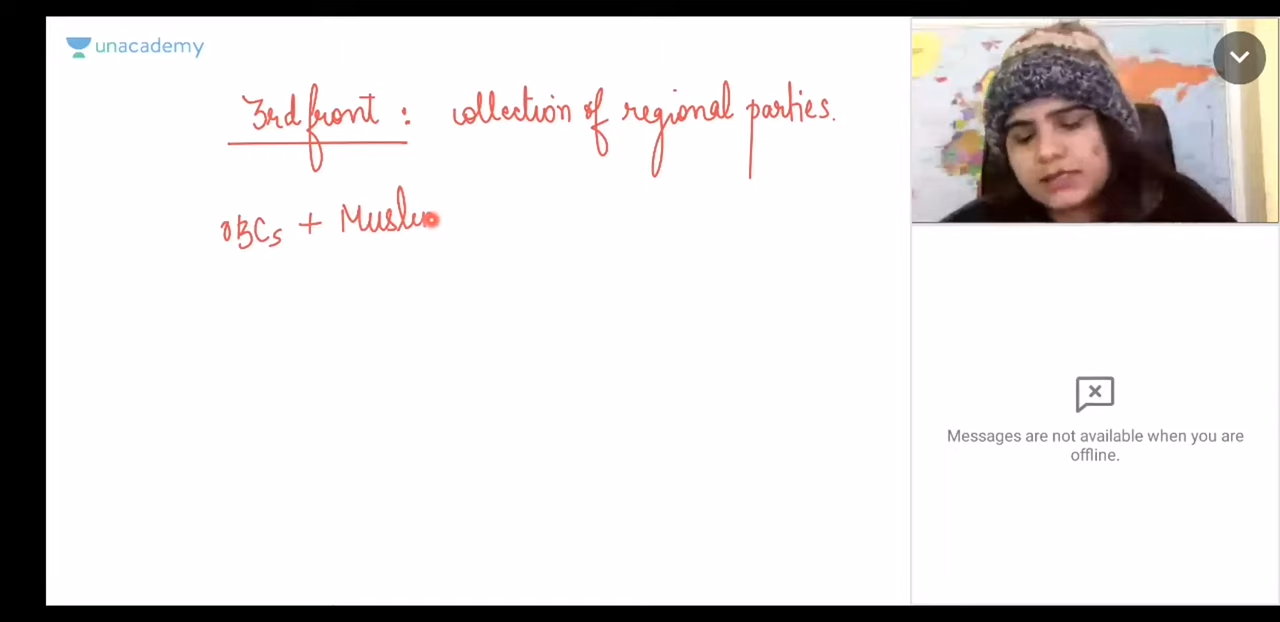 unacademy
3rd front : collection of regional parties.
OBCs + Muslim
Messages are not available when you are
offline.